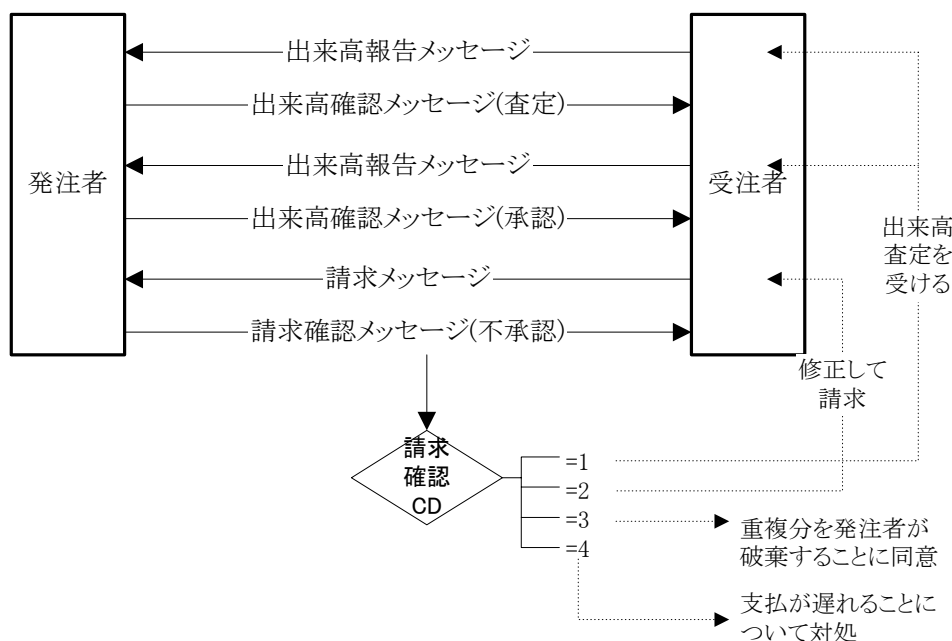 出来高報告メッセージ
出来高確認メッセージ(査定)
出来高報告メッセージ
発注者
受注者
出来高確認メッセージ(承認)
出来高
査定を
受ける
請求メッセージ
請求確認メッセージ(不承認)
修正して
請求
請求
確認
CD
=1
=2
=3
=4
重複分を発注者が
破棄することに同意
支払が遅れることに
ついて対処